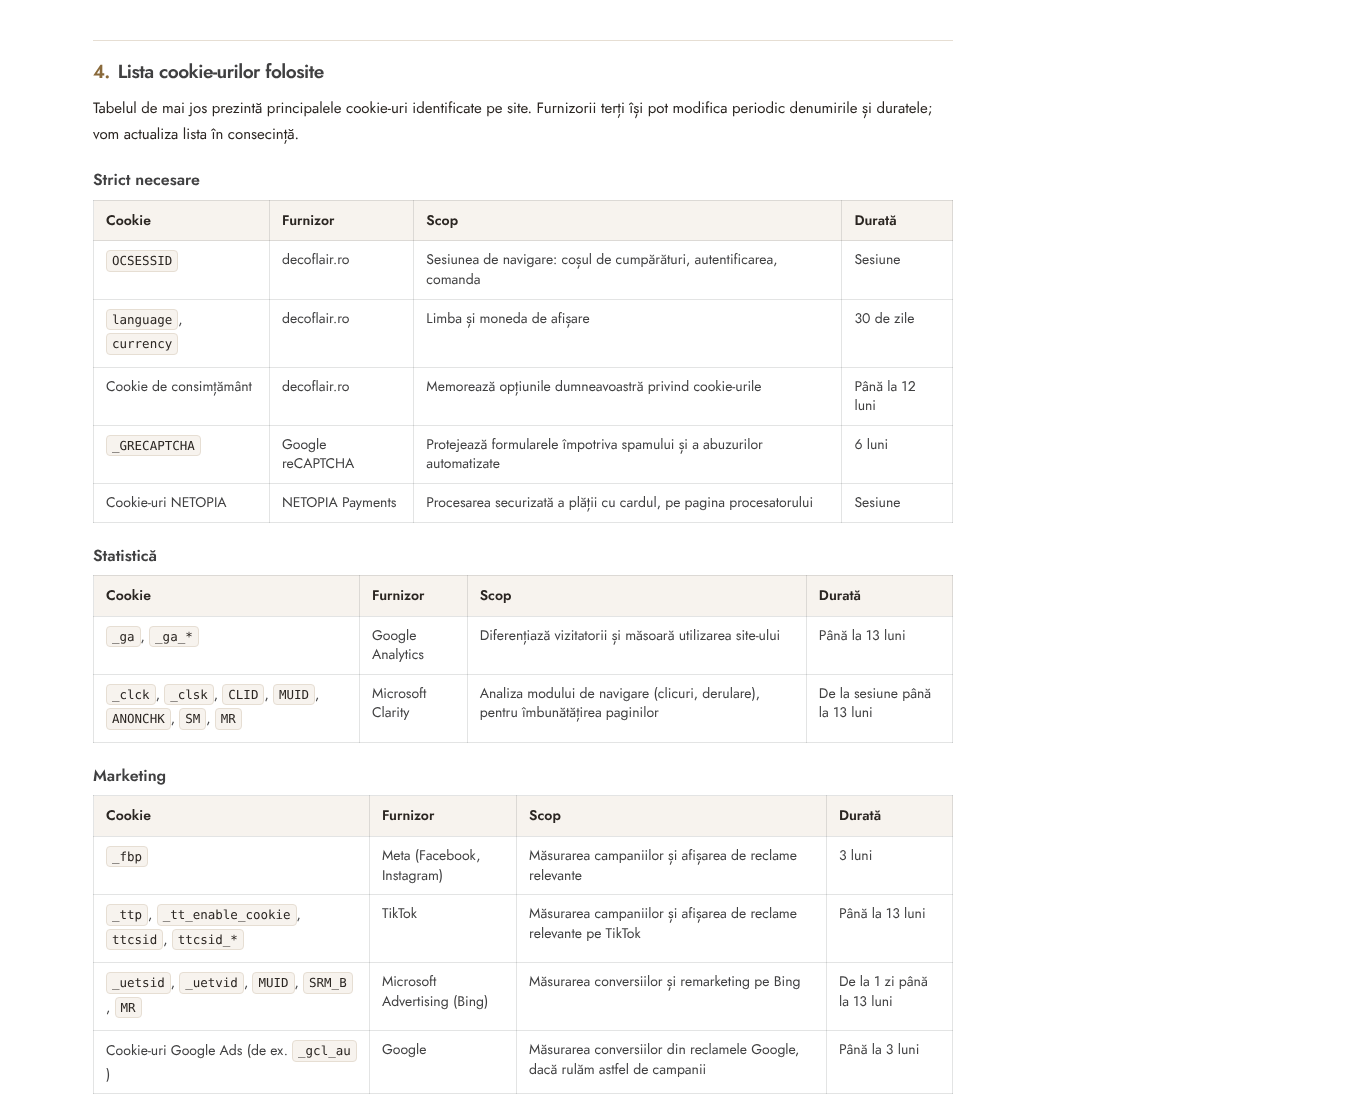 4. Lista cookie-urilor folosite
Tabelul de mai jos prezintă principalele cookie-uri identificate pe site. Furnizorii terți își pot modifica periodic denumirile și duratele;
vom actualiza lista în consecință.
Strict necesare
Cookie Furnizor Scop Durată
OCSESSID decoflair.ro Sesiunea de navigare: coșul de cumpărături, autentificarea, Sesiune
comanda
language, decoflair.ro Limba și moneda de afișare 30 de zile
currency
Cookie de consimțământ decoflair.ro Memorează opțiunile dumneavoastră privind cookie-urile Până la 12
luni
_GRECAPTCHA Google Protejează formularele împotriva spamului și a abuzurilor 6 luni
reCAPTCHA automatizate
Cookie-uri NETOPIA NETOPIA Payments Procesarea securizată a plății cu cardul, pe pagina procesatorului Sesiune
Statistică
Cookie Furnizor Scop Durată
_ga, _ga_* Google Diferențiază vizitatorii și măsoară utilizarea site-ului Până la 13 luni
Analytics
_clck, _clsk, CLID, MUID, Microsoft Analiza modului de navigare (clicuri, derulare), De la sesiune până
ANONCHK, SM, MR Clarity pentru îmbunătățirea paginilor la 13 luni
Marketing
Cookie Furnizor Scop Durată
_fbp Meta (Facebook, Măsurarea campaniilor și afișarea de reclame 3 luni
Instagram) relevante
_ttp, _tt_enable_cookie, TikTok Măsurarea campaniilor și afișarea de reclame Până la 13 luni
ttcsid, ttcsid_* relevante pe TikTok
_uetsid, _uetvid, MUID, SRM_B Microsoft Măsurarea conversiilor și remarketing pe Bing De la 1 zi până
, MR Advertising (Bing) la 13 luni
Cookie-uri Google Ads (de ex. _gcl_au Google Măsurarea conversiilor din reclamele Google, Până la 3 luni
) dacă rulăm astfel de campanii